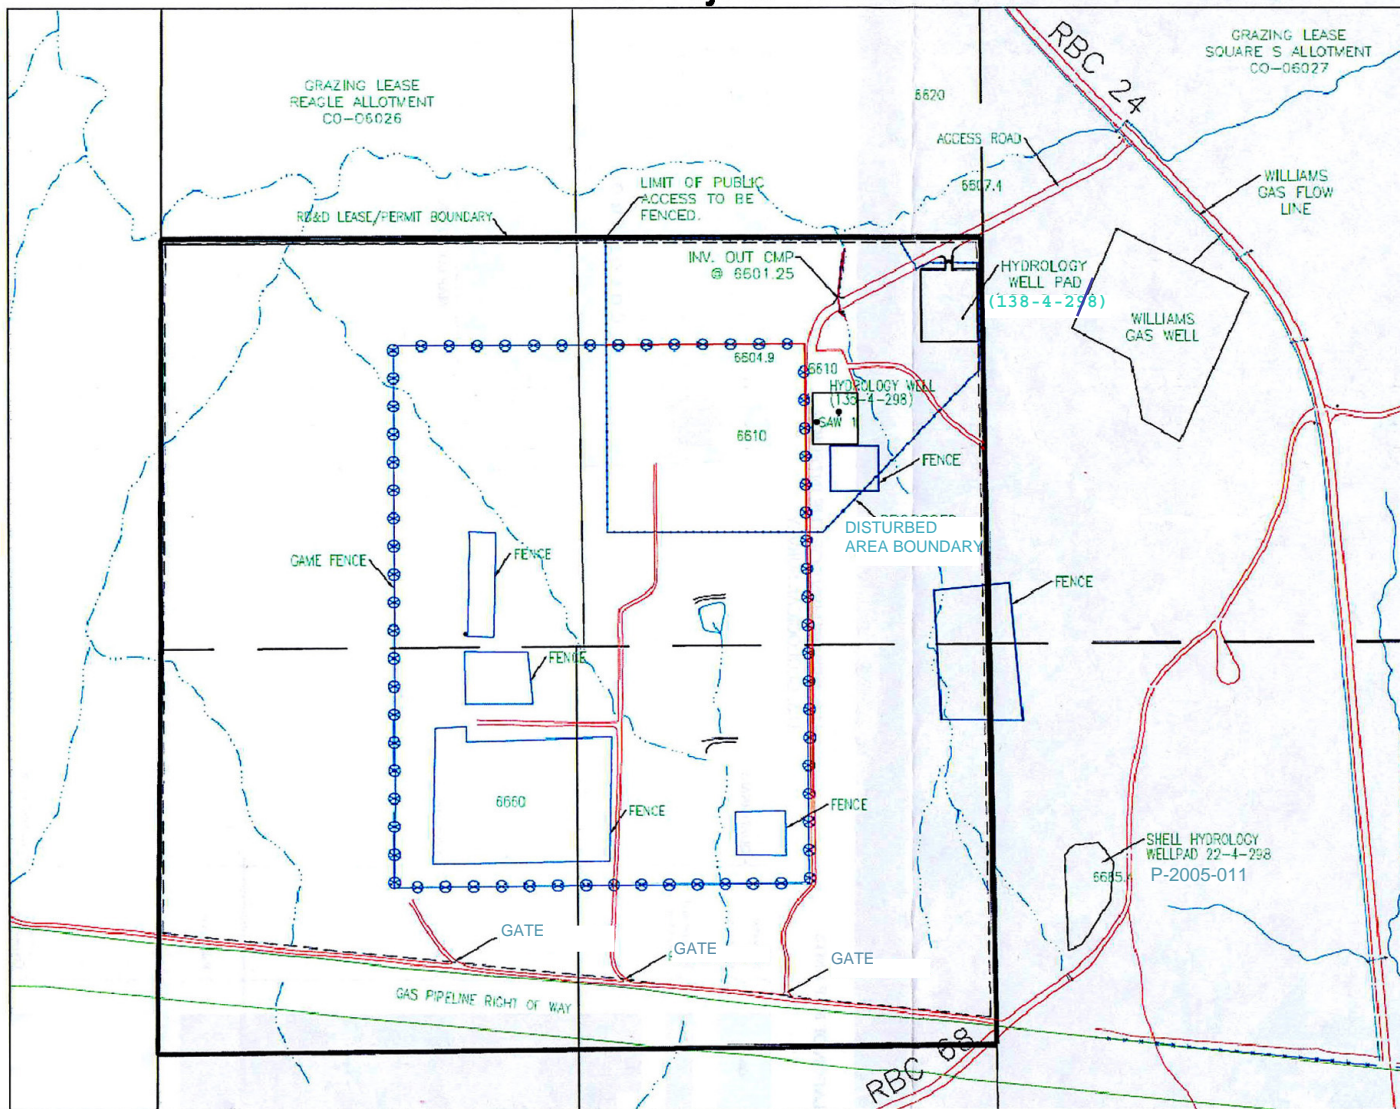 GRAZING LEASE
REAGLE ALLOTMENT
CO-06026
RBC 24
GRAZING LEASE
SQUARE S ALLOTMENT
CO-06027
6620
ACCESS ROAD
6607.4
WILLIAMS
GAS FLOW
LINE
LIMIT OF PUBLIC
ACCESS TO BE
FENCED.
RD&D LEASE/PERMIT BOUNDARY
INV. OUT CMP
@ 6601.25
HYDROLOGY
WELL PAD
(138-4-298)
WILLIAMS
GAS WELL
6604.9
6610
HYDROLOGY WELL
(138-4-298)
SAW 1
6610
FENCE
DISTURBED
AREA BOUNDARY
GAME FENCE
FENCE
FENCE
FENCE
6660
FENCE
FENCE
SHELL HYDROLOGY
WELLPAD 22-4-298
P-2005-011
GATE
GATE
GATE
GAS PIPELINE RIGHT OF WAY
RBC 68